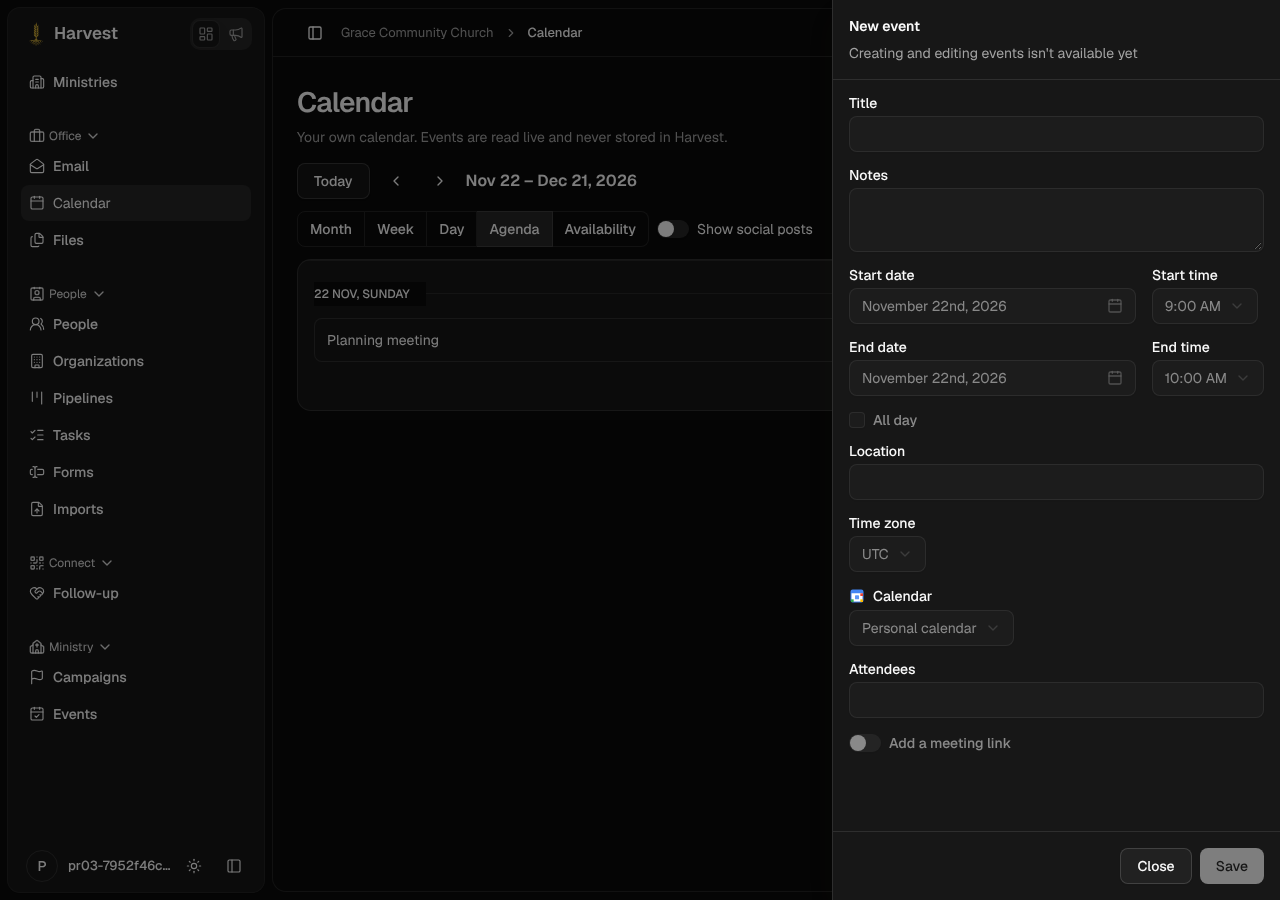 Harvest
Ministries
Office
Email
Calendar
Files
People
People
Organizations
Pipelines
Tasks
Forms
Imports
Connect
Follow-up
Ministry
Campaigns
Events
P pr03-7952f46c...
Grace Community Church > Calendar
Calendar
Your own calendar. Events are read live and never stored in Harvest.
Today Nov 22 – Dec 21, 2026
Month Week Day Agenda Availability Show social posts
22 NOV, SUNDAY
Planning meeting
New event
Creating and editing events isn't available yet
Title
Notes
Start date Start time
November 22nd, 2026 9:00 AM
End date End time
November 22nd, 2026 10:00 AM
All day
Location
Time zone
UTC
Calendar
Personal calendar
Attendees
Add a meeting link
Close Save